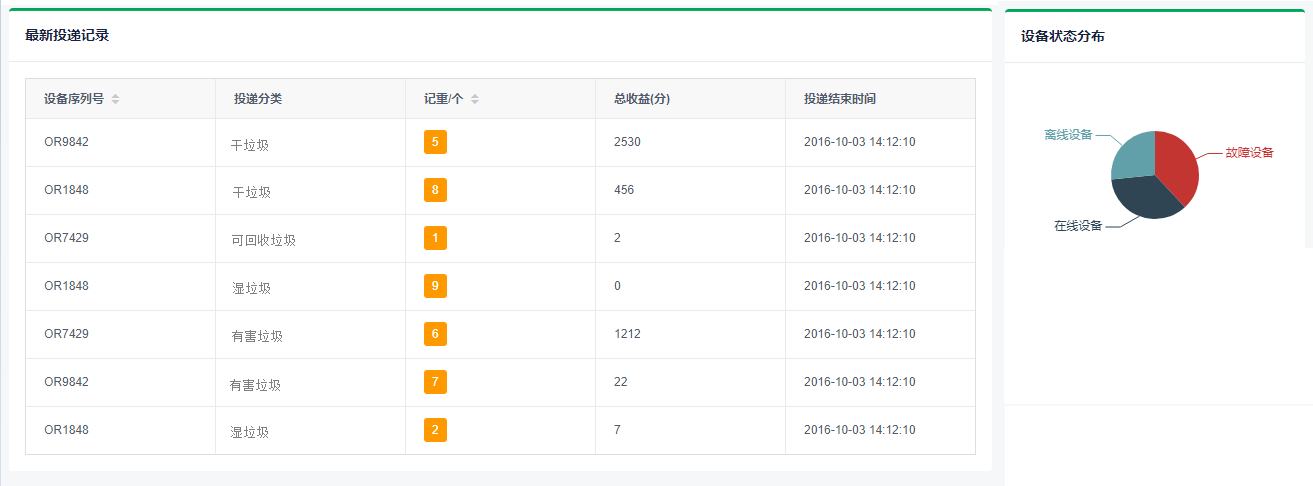 最新投递记录
设备序列号 投递分类 记重/个 总收益(分) 投递结束时间
OR9842 干垃圾 5 2530 2016-10-03 14:12:10
OR1848 干垃圾 8 456 2016-10-03 14:12:10
OR7429 可回收垃圾 1 2 2016-10-03 14:12:10
OR1848 湿垃圾 9 0 2016-10-03 14:12:10
OR7429 有害垃圾 6 1212 2016-10-03 14:12:10
OR9842 有害垃圾 7 22 2016-10-03 14:12:10
OR1848 湿垃圾 2 7 2016-10-03 14:12:10
设备状态分布
离线设备
故障设备
在线设备